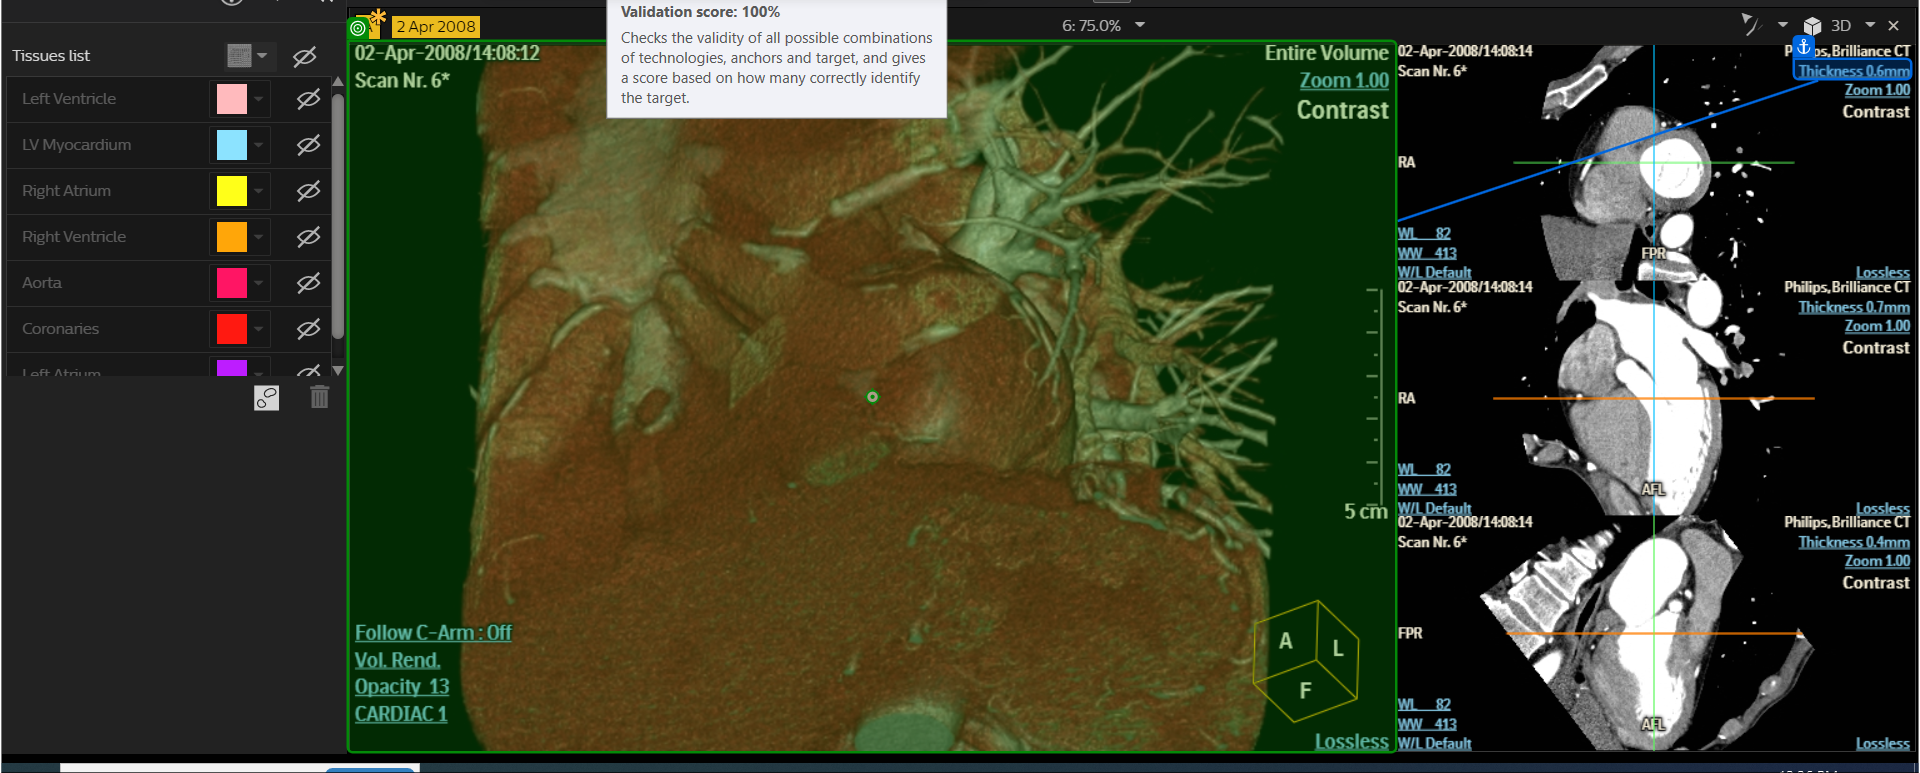 Validation score: 100%
Checks the validity of all possible combinations
of technologies, anchors and target, and gives
a score based on how many correctly identify
the target.
2 Apr 2008
6: 75.0%
3D
Tissues list
Left Ventricle
LV Myocardium
Right Atrium
Right Ventricle
Aorta
Coronaries
Left Atrium
02-Apr-2008/14:08:12
Scan Nr. 6*
Entire Volume
Zoom 1.00
Contrast
5 cm
Follow C-Arm : Off
Vol. Rend.
Opacity 13
CARDIAC 1
A
L
F
Lossless
02-Apr-2008/14:08:14
Scan Nr. 6*
Philips, Brilliance CT
Thickness 0.6mm
Zoom 1.00
Contrast
RA
WL 82
WW 413
W/L Default
FPR
Lossless
02-Apr-2008/14:08:14
Scan Nr. 6*
Philips, Brilliance CT
Thickness 0.7mm
Zoom 1.00
Contrast
RA
WL 82
WW 413
W/L Default
AFL
Lossless
02-Apr-2008/14:08:14
Scan Nr. 6*
Philips, Brilliance CT
Thickness 0.4mm
Zoom 1.00
Contrast
FPR
WL 82
WW 413
W/L Default
AFL
Lossless